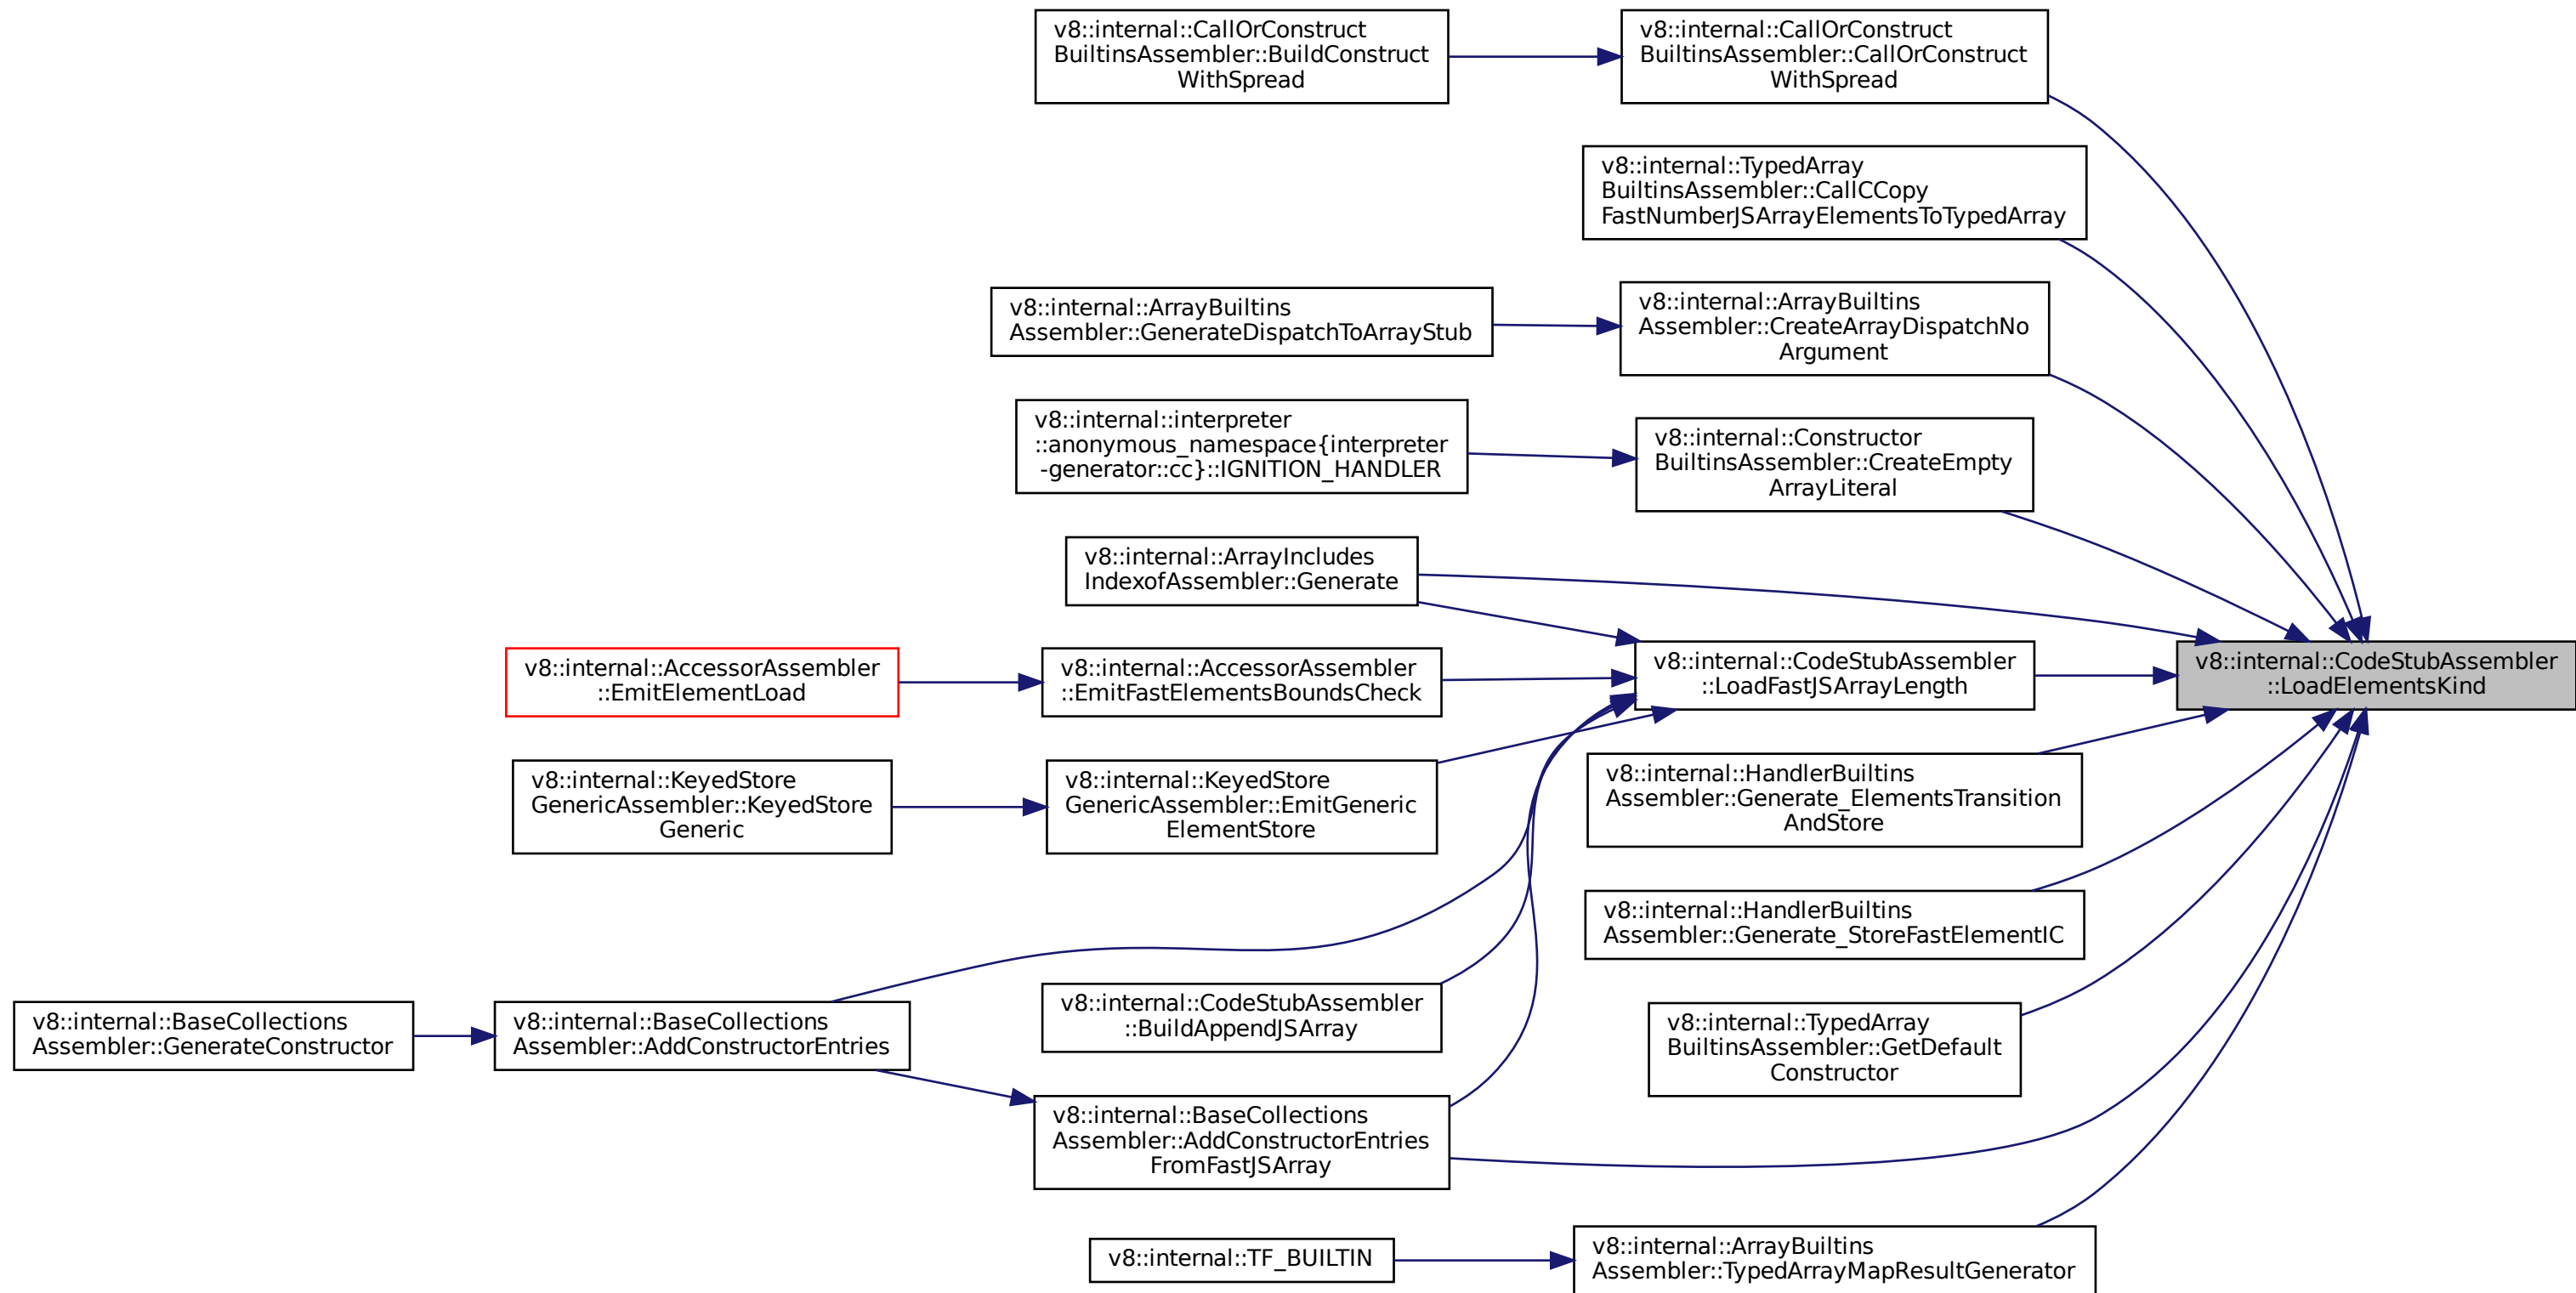 v8::internal::CallOrConstruct
BuiltinsAssembler::BuildConstruct
WithSpread
v8::internal::CallOrConstruct
BuiltinsAssembler::CallOrConstruct
WithSpread
v8::internal::TypedArray
BuiltinsAssembler::CallCCopy
FastNumberJSArrayElementsToTypedArray
v8::internal::ArrayBuiltins
Assembler::GenerateDispatchToArrayStub
v8::internal::ArrayBuiltins
Assembler::CreateArrayDispatchNo
Argument
v8::internal::interpreter
::anonymous_namespace{interpreter
-generator::cc}::IGNITION_HANDLER
v8::internal::Constructor
BuiltinsAssembler::CreateEmpty
ArrayLiteral
v8::internal::ArrayIncludes
IndexofAssembler::Generate
v8::internal::AccessorAssembler
::EmitElementLoad
v8::internal::AccessorAssembler
::EmitFastElementsBoundsCheck
v8::internal::CodeStubAssembler
::LoadFastJSArrayLength
v8::internal::CodeStubAssembler
::LoadElementsKind
v8::internal::KeyedStore
GenericAssembler::KeyedStore
Generic
v8::internal::KeyedStore
GenericAssembler::EmitGeneric
ElementStore
v8::internal::HandlerBuiltins
Assembler::Generate_ElementsTransition
AndStore
v8::internal::HandlerBuiltins
Assembler::Generate_StoreFastElementIC
v8::internal::BaseCollections
Assembler::GenerateConstructor
v8::internal::BaseCollections
Assembler::AddConstructorEntries
v8::internal::CodeStubAssembler
::BuildAppendJSArray
v8::internal::TypedArray
BuiltinsAssembler::GetDefault
Constructor
v8::internal::BaseCollections
Assembler::AddConstructorEntries
FromFastJSArray
v8::internal::TF_BUILTIN
v8::internal::ArrayBuiltins
Assembler::TypedArrayMapResultGenerator